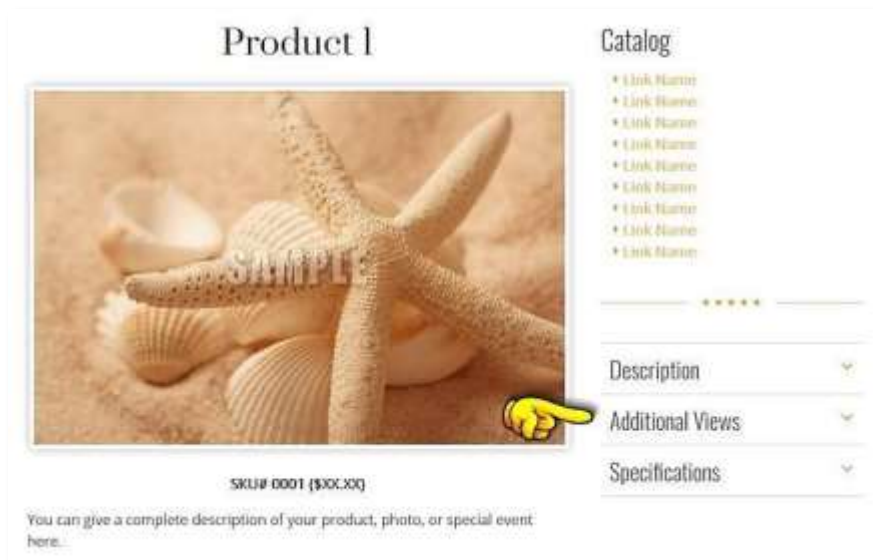 Product 1
SAMPLE
SKU# 0001 ($XX.XX)
You can give a complete description of your product, photo, or special event
here.
Catalog
Link Name
Link Name
Link Name
Link Name
Link Name
Link Name
Link Name
Link Name
Link Name
Description
Additional Views
Specifications